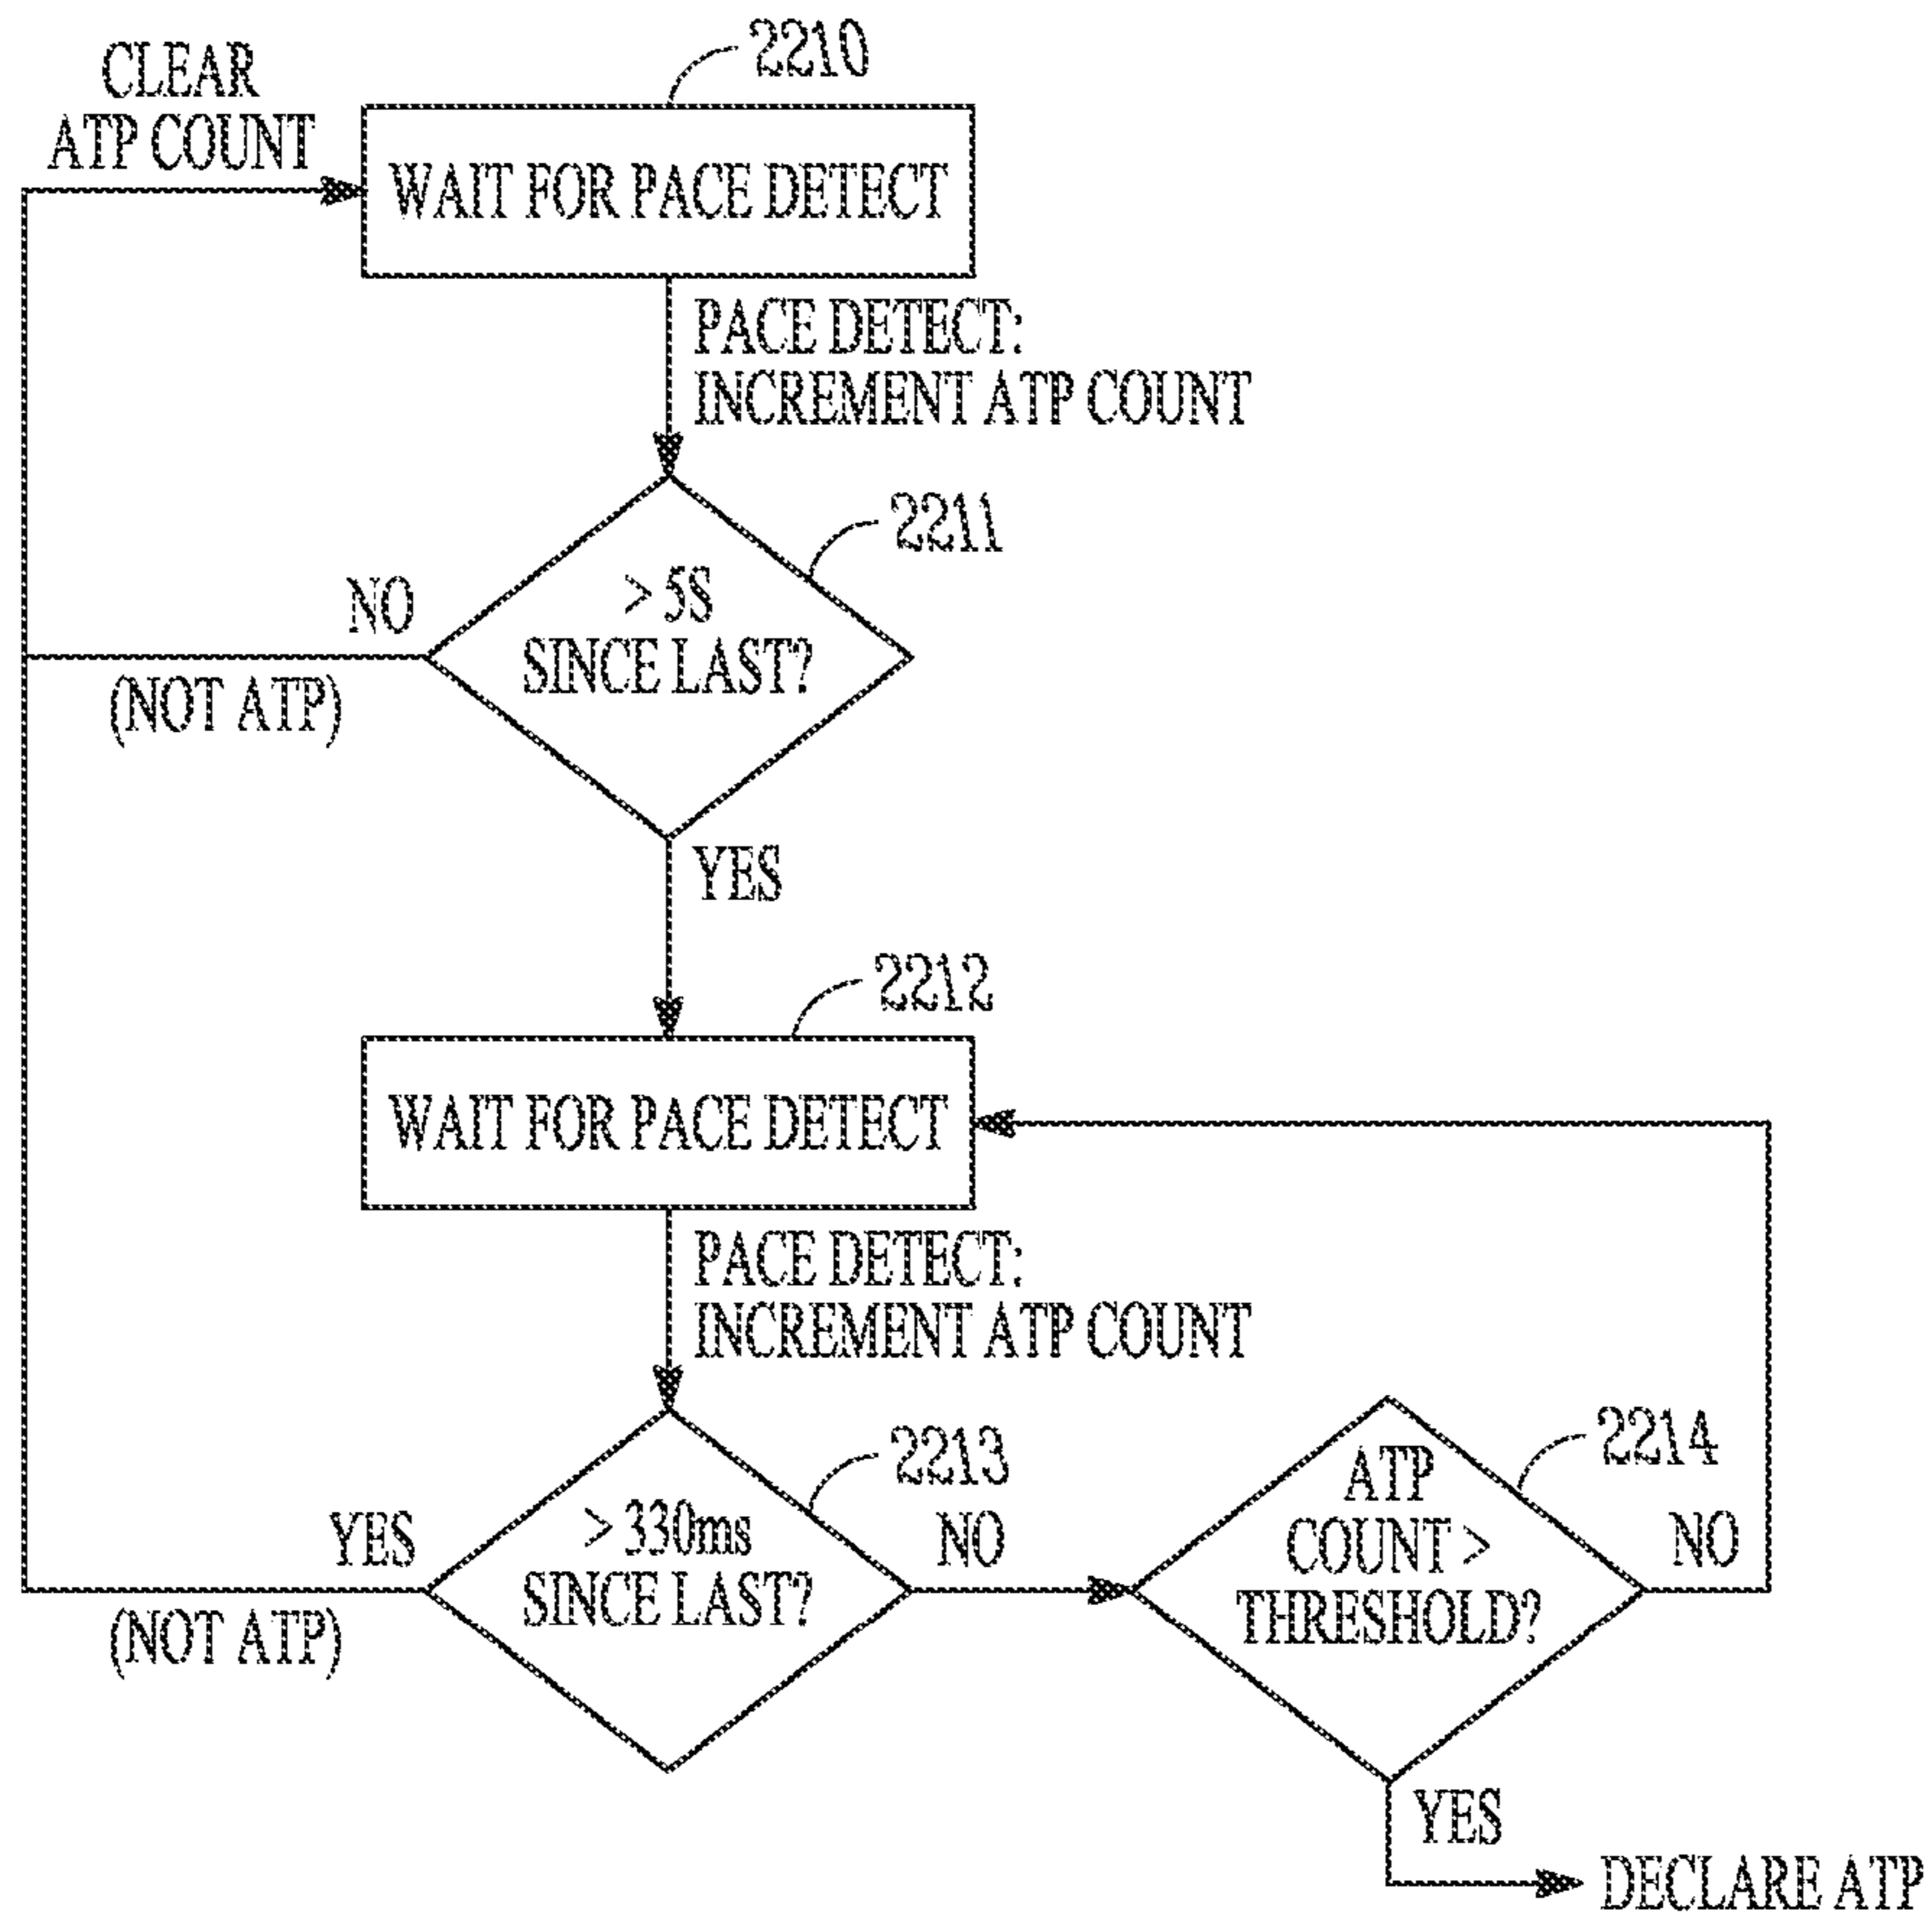 2210
CLEAR
ATP COUNT
WAIT FOR PACE DETECT
PACE DETECT:
INCREMENT ATP COUNT
2211
NO
> 5S
SINCE LAST?
(NOT ATP)
YES
2212
WAIT FOR PACE DETECT
PACE DETECT:
INCREMENT ATP COUNT
2213
2214
YES
> 330ms
SINCE LAST?
NO
ATP
COUNT >
THRESHOLD?
NO
(NOT ATP)
YES
DECLARE ATP